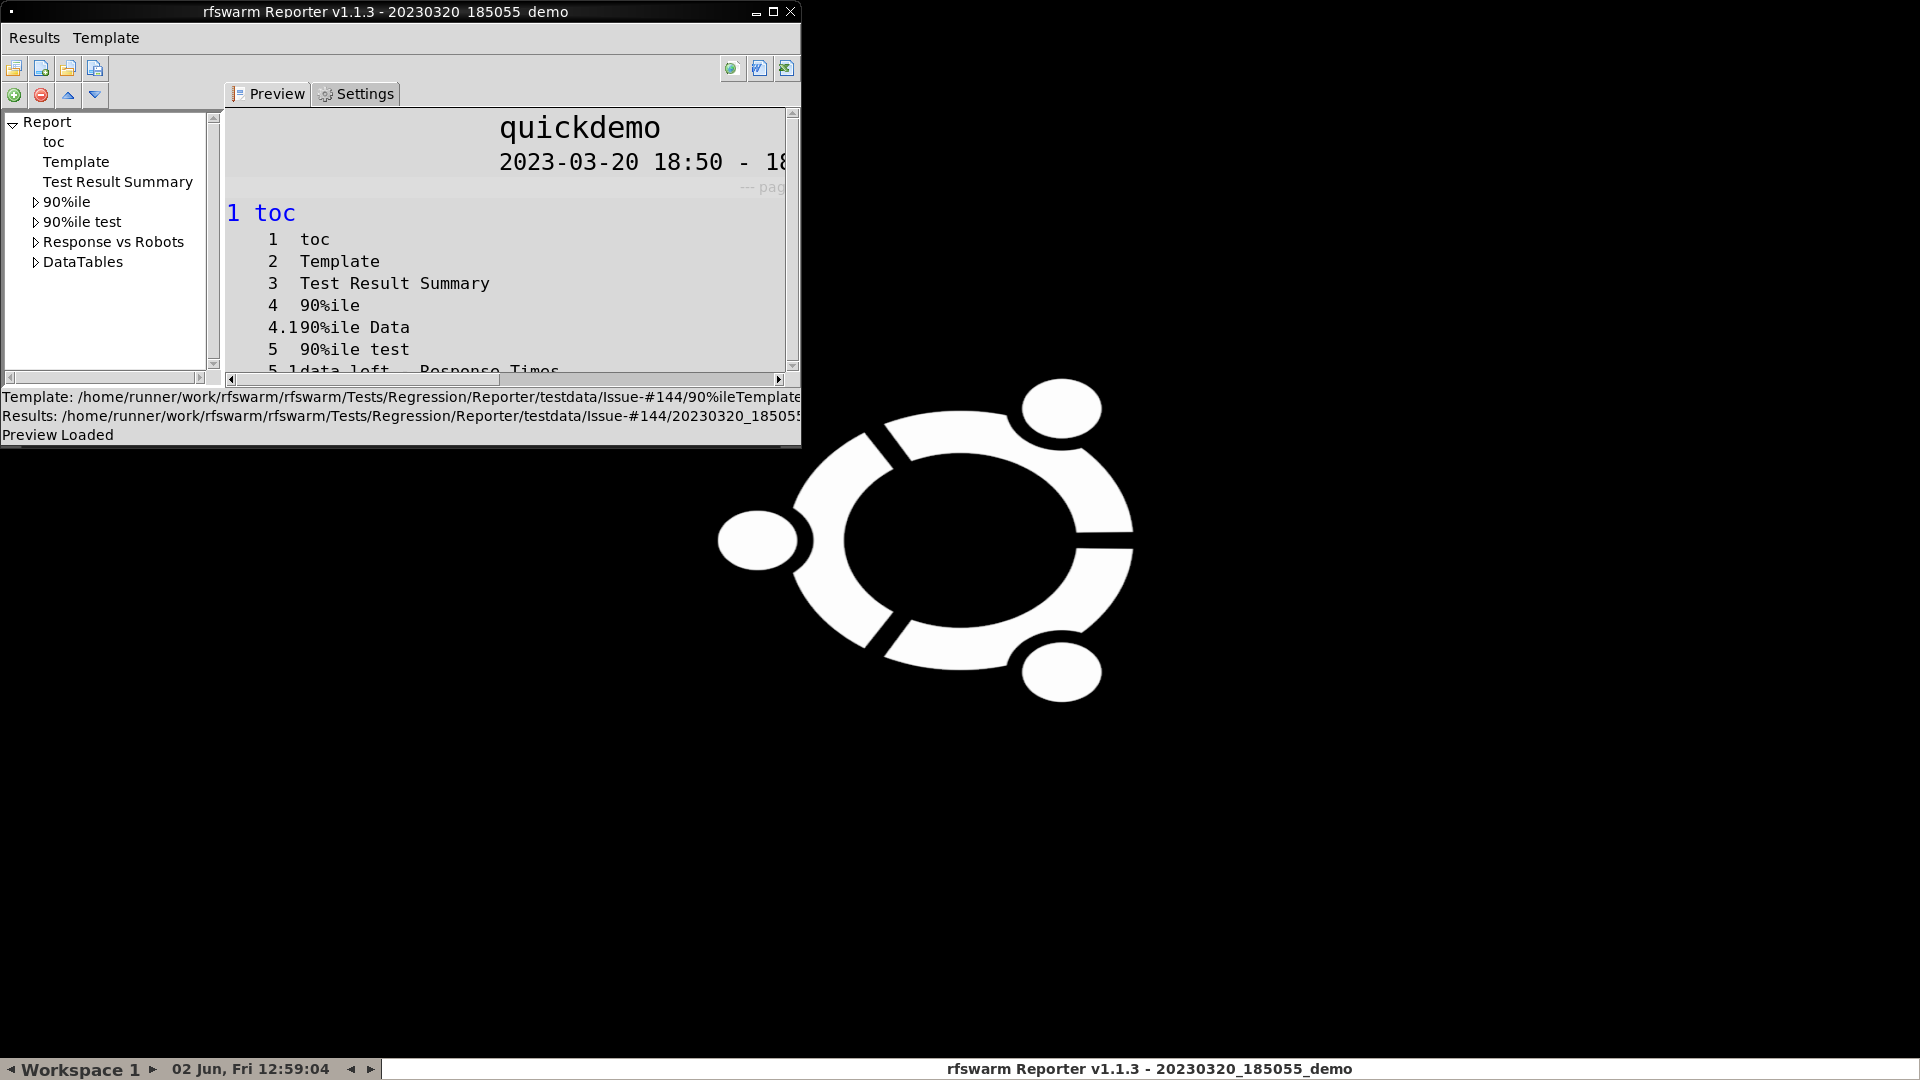 rfswarm Reporter v1.1.3 - 20230320_185055_demo
Results Template
Preview Settings
Report
toc
Template
Test Result Summary
90%ile
90%ile test
Response vs Robots
DataTables
quickdemo
2023-03-20 18:50 - 18
--- pag
1 toc
1 toc
2 Template
3 Test Result Summary
4 90%ile
4.1 90%ile Data
5 90%ile test
5.1 data left - Response Times
Template: /home/runner/work/rfswarm/rfswarm/Tests/Regression/Reporter/testdata/Issue-#144/90%ileTemplate
Results: /home/runner/work/rfswarm/rfswarm/Tests/Regression/Reporter/testdata/Issue-#144/20230320_185055
Preview Loaded
Workspace 1 02 Jun, Fri 12:59:04 rfswarm Reporter v1.1.3 - 20230320_185055_demo